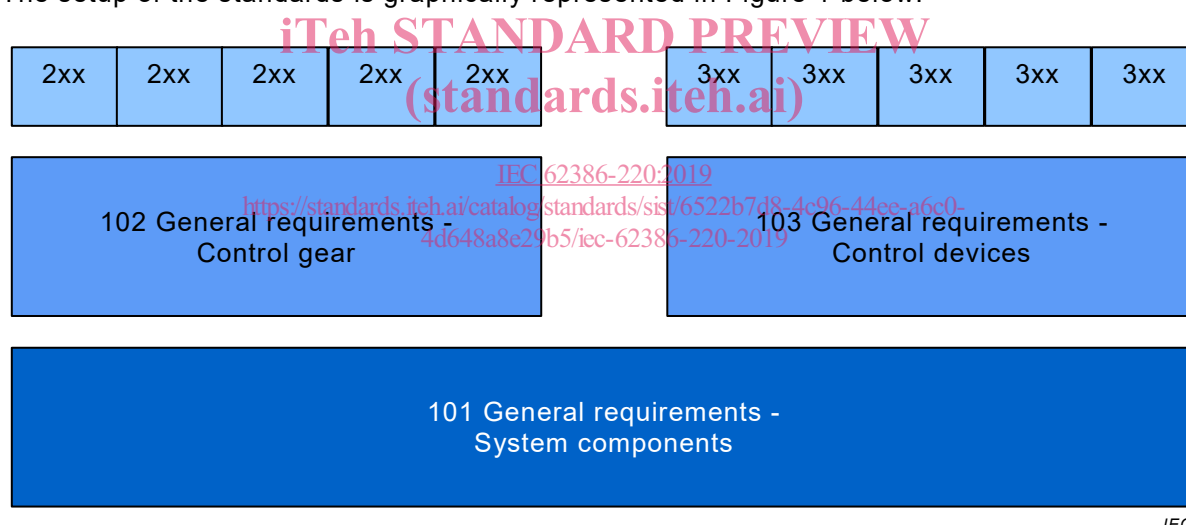 The setup of the standards is graphically represented in Figure 1 below.
iTeh STANDARD PREVIEW
2xx 2xx 2xx 2xx 2xx 3xx 3xx 3xx 3xx 3xx
(standards.iteh.ai)
IEC 62386-220:2019
https://standards.iteh.ai/catalog/standards/sist/6522b7d8-4c96-44ee-a6c0-
4d648a8e29b5/iec-62386-220-2019
102 General requirements -
Control gear
103 General requirements -
Control devices
101 General requirements -
System components
IEC